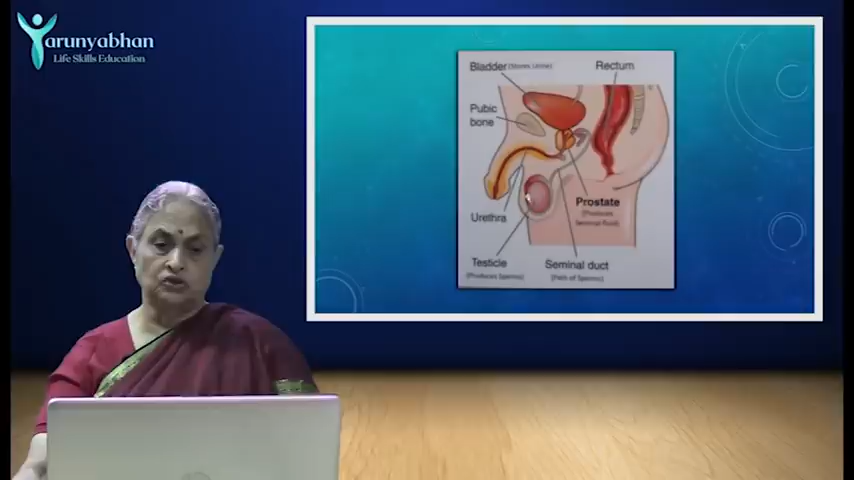 Tarunyabhan
Life Skills Education
Bladder (Stores Urine)
Rectum
Pubic
bone
Prostate
(Produces
Seminal fluid)
Urethra
Testicle
(Produces Sperms)
Seminal duct
(Path of Sperms)